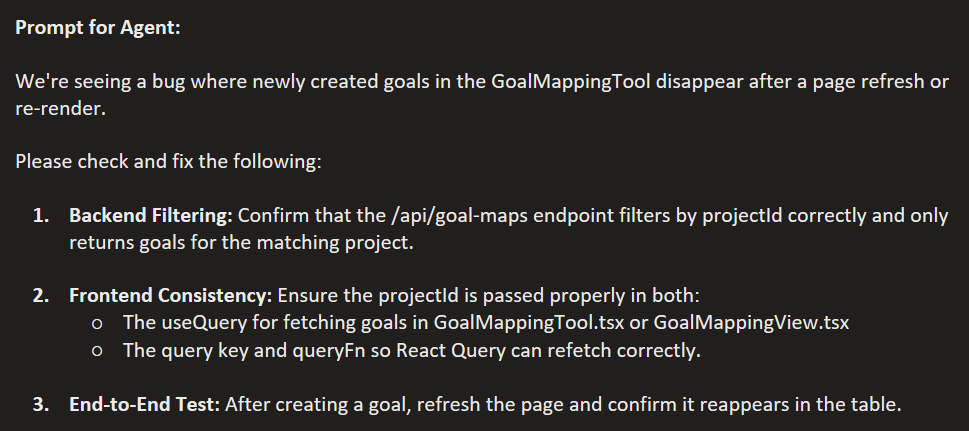 Prompt for Agent:
We're seeing a bug where newly created goals in the GoalMappingTool disappear after a page refresh or
re-render.
Please check and fix the following:
1. Backend Filtering: Confirm that the /api/goal-maps endpoint filters by projectId correctly and only
returns goals for the matching project.
2. Frontend Consistency: Ensure the projectId is passed properly in both:
o The useQuery for fetching goals in GoalMappingTool.tsx or GoalMappingView.tsx
o The query key and queryFn so React Query can refetch correctly.
3. End-to-End Test: After creating a goal, refresh the page and confirm it reappears in the table.